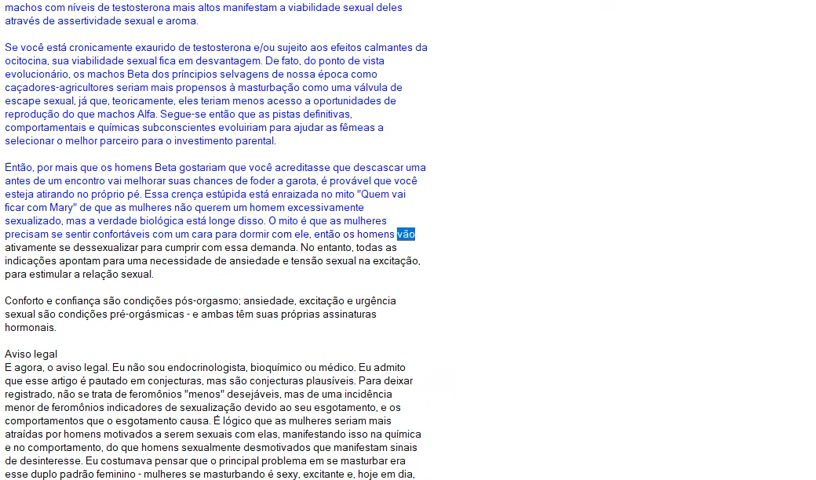 machos com níveis de testosterona mais altos manifestam a viabilidade sexual deles
através de assertividade sexual e aroma.
Se você está cronicamente exaurido de testosterona e/ou sujeito aos efeitos calmantes da
ocitocina, sua viabilidade sexual fica em desvantagem. De fato, do ponto de vista
evolucionário, os machos Beta dos príncipios selvagens de nossa época como
caçadores-agricultores seriam mais propensos à masturbação como uma válvula de
escape sexual, já que, teoricamente, eles teriam menos acesso a oportunidades de
reprodução do que machos Alfa. Segue-se então que as pistas definitivas,
comportamentais e químicas subconscientes evoluiriam para ajudar as fêmeas a
selecionar o melhor parceiro para o investimento parental.
Então, por mais que os homens Beta gostariam que você acreditasse que descascar uma
antes de um encontro vai melhorar suas chances de foder a garota, é provável que você
esteja atirando no próprio pé. Essa crença estúpida está enraizada no mito "Quem vai
ficar com Mary" de que as mulheres não querem um homem excessivamente
sexualizado, mas a verdade biológica está longe disso. O mito é que as mulheres
precisam se sentir confortáveis com um cara para dormir com ele, então os homens vão
ativamente se dessexualizar para cumprir com essa demanda. No entanto, todas as
indicações apontam para uma necessidade de ansiedade e tensão sexual na excitação,
para estimular a relação sexual.
Conforto e confiança são condições pós-orgasmo; ansiedade, excitação e urgência
sexual são condições pré-orgásmicas - e ambas têm suas próprias assinaturas
hormonais.
Aviso legal
E agora, o aviso legal. Eu não sou endocrinologista, bioquímico ou médico. Eu admito
que esse artigo é pautado em conjecturas, mas são conjecturas plausíveis. Para deixar
registrado, não se trata de feromônios "menos" desejáveis, mas de uma incidência
menor de feromônios indicadores de sexualização devido ao seu esgotamento, e os
comportamentos que o esgotamento causa. É lógico que as mulheres seriam mais
atraídas por homens motivados a serem sexuais com elas, manifestando isso na química
e no comportamento, do que homens sexualmente desmotivados que manifestam sinais
de desinteresse. Eu costumava pensar que o principal problema em se masturbar era
esse duplo padrão feminino - mulheres se masturbando é sexy, excitante e, hoje em dia,